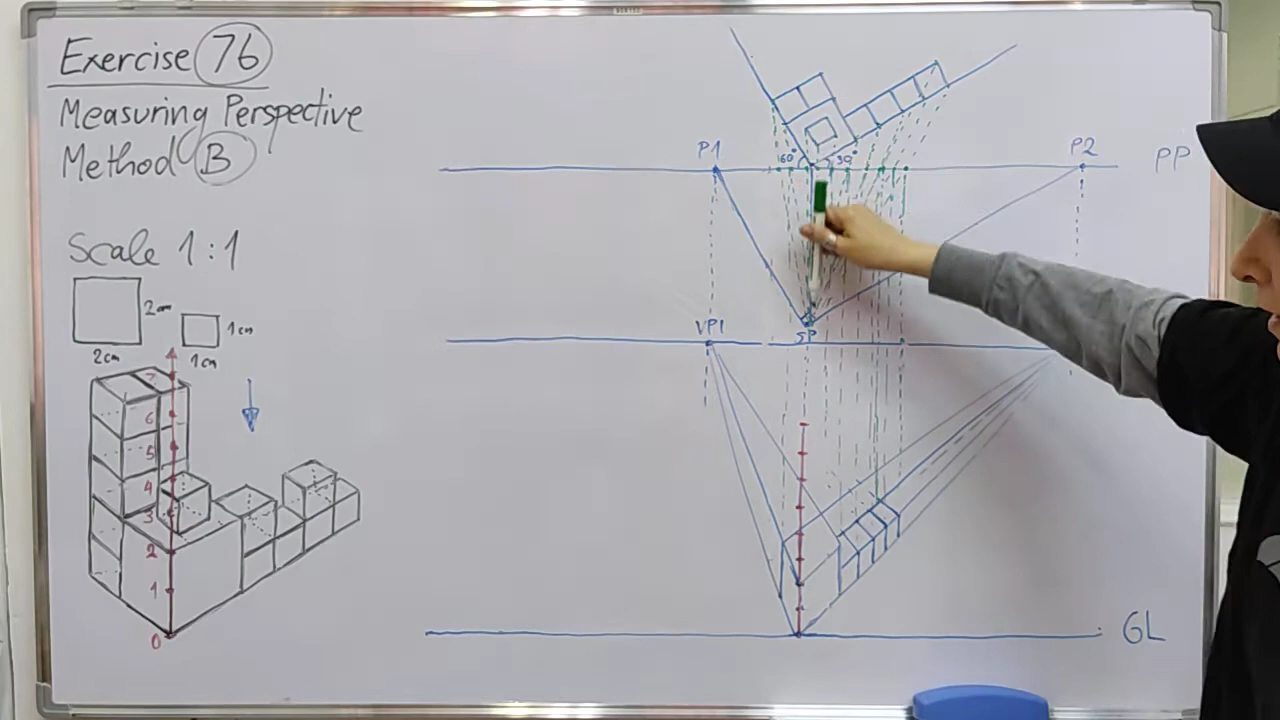 Exercise 76
Measuring Perspective
Method B
Scale 1:1
2cm
1cm
2cm
1cm
6
5
4
3
2
1
0
P1
60°
30°
P2
PP
SP
VP1
GL